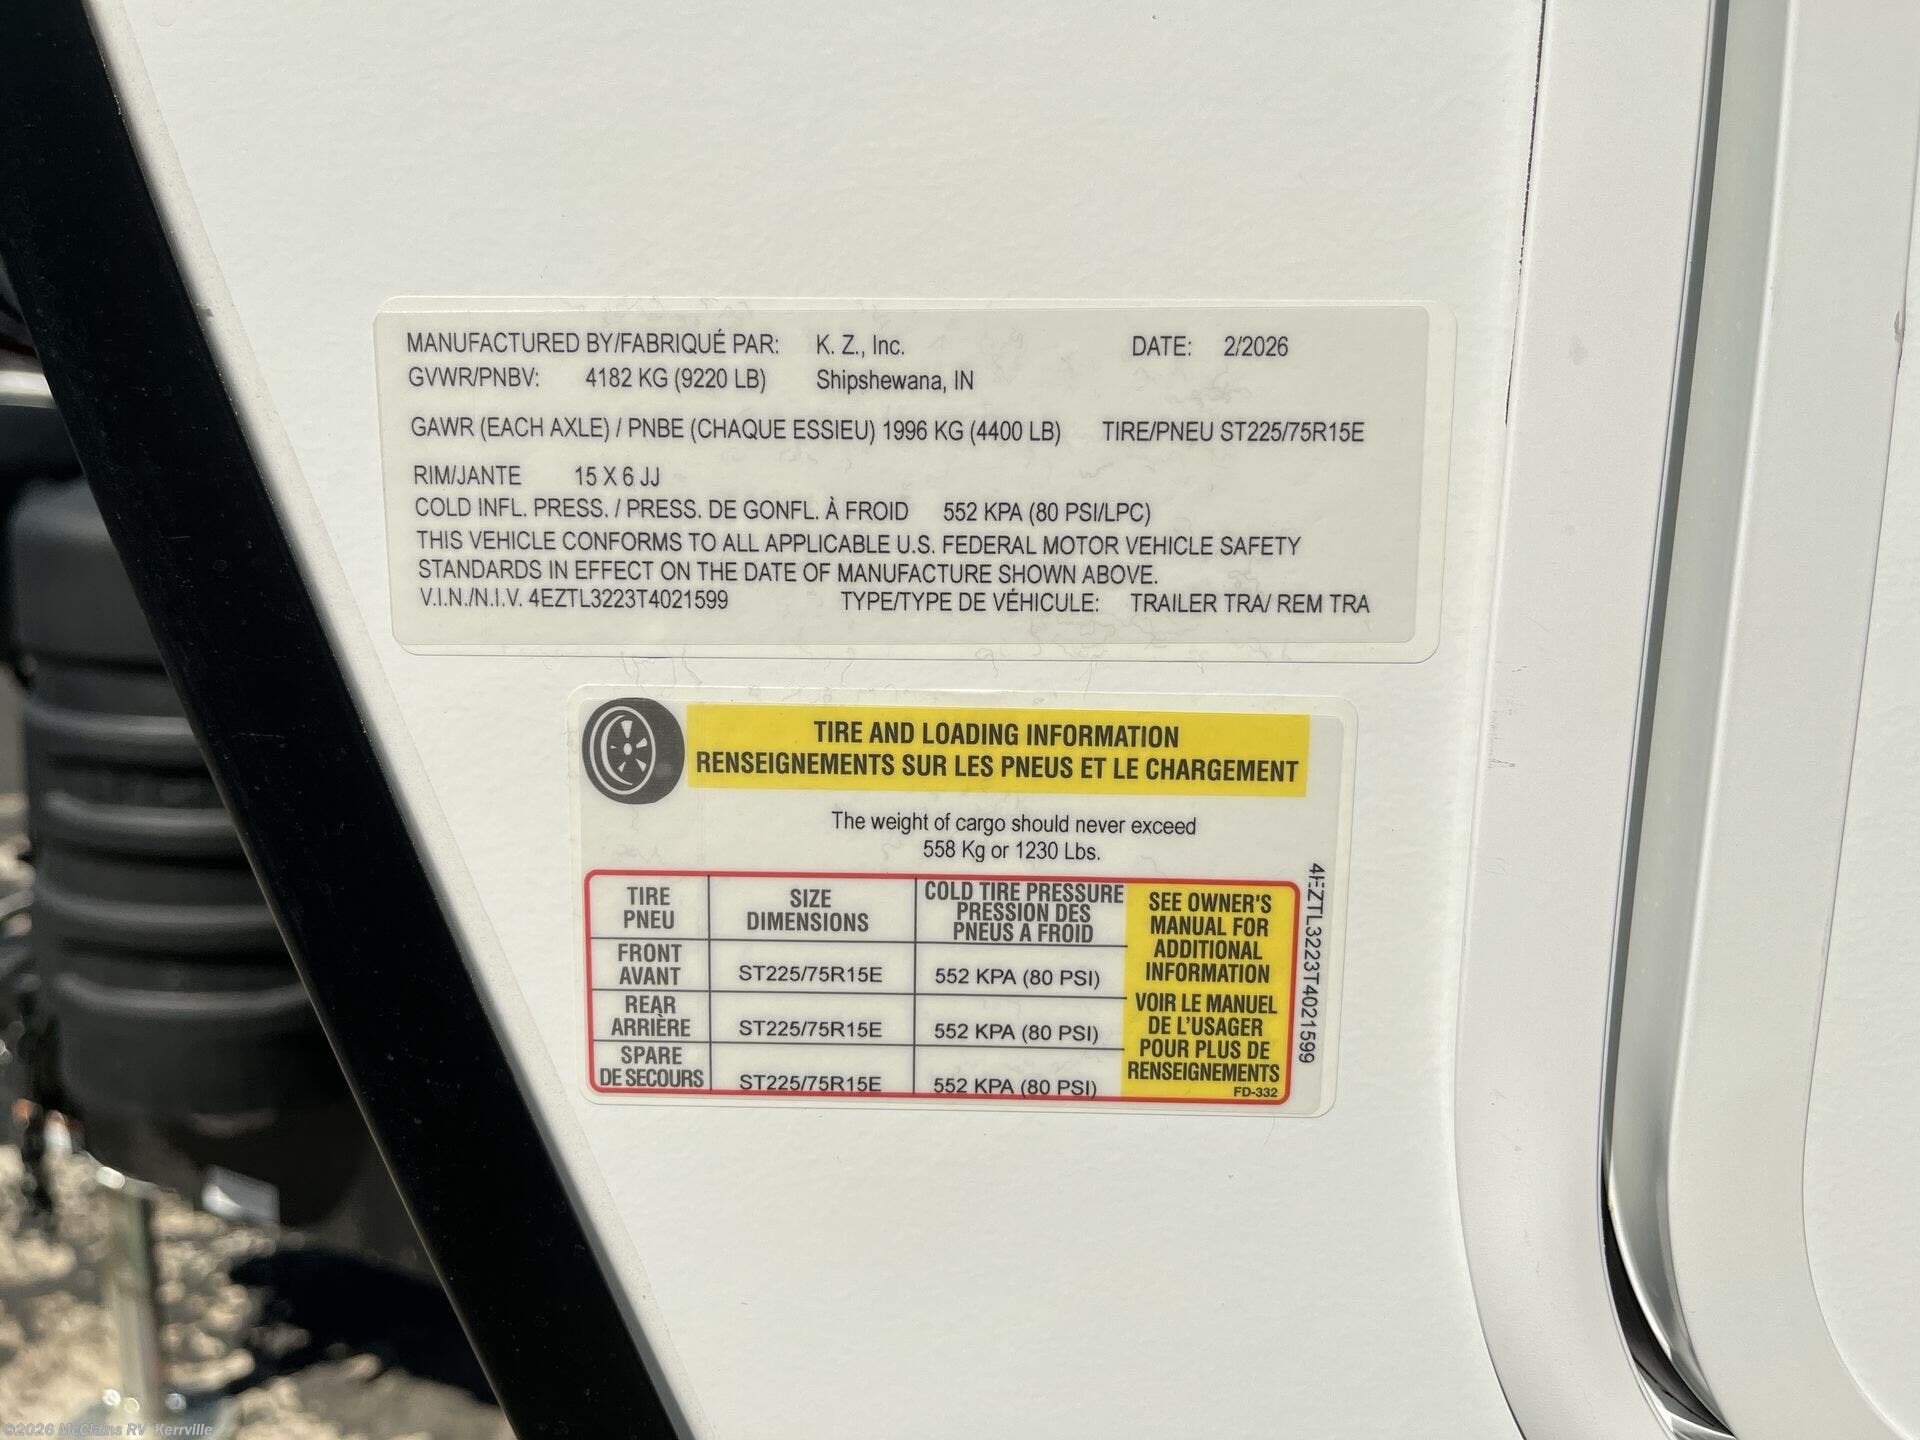 MANUFACTURED BY/FABRIQUÉ PAR: K. Z., Inc. DATE: 2/2026
GVWR/PNBV: 4182 KG (9220 LB) Shipshewana, IN
GAWR (EACH AXLE) / PNBE (CHAQUE ESSIEU) 1996 KG (4400 LB) TIRE/PNEU ST225/75R15E
RIM/JANTE 15 X 6 JJ
COLD INFL. PRESS. / PRESS. DE GONFL. À FROID 552 KPA (80 PSI/LPC)
THIS VEHICLE CONFORMS TO ALL APPLICABLE U.S. FEDERAL MOTOR VEHICLE SAFETY
STANDARDS IN EFFECT ON THE DATE OF MANUFACTURE SHOWN ABOVE.
V.I.N./N.I.V. 4EZTL3223T4021599 TYPE/TYPE DE VÉHICULE: TRAILER TRA/ REM TRA
TIRE AND LOADING INFORMATION
RENSEIGNEMENTS SUR LES PNEUS ET LE CHARGEMENT
The weight of cargo should never exceed
558 Kg or 1230 Lbs.
TIRE
PNEU
SIZE
DIMENSIONS
COLD TIRE PRESSURE
PRESSION DES
PNEUS A FROID
FRONT
AVANT
ST225/75R15E
552 KPA (80 PSI)
REAR
ARRIÈRE
ST225/75R15E
552 KPA (80 PSI)
SPARE
DE SECOURS
ST225/75R15E
552 KPA (80 PSI)
SEE OWNER'S
MANUAL FOR
ADDITIONAL
INFORMATION
VOIR LE MANUEL
DE L'USAGER
POUR PLUS DE
RENSEIGNEMENTS
FD-332
4EZTL3223T4021599
©2026 McClains RV Kerrville